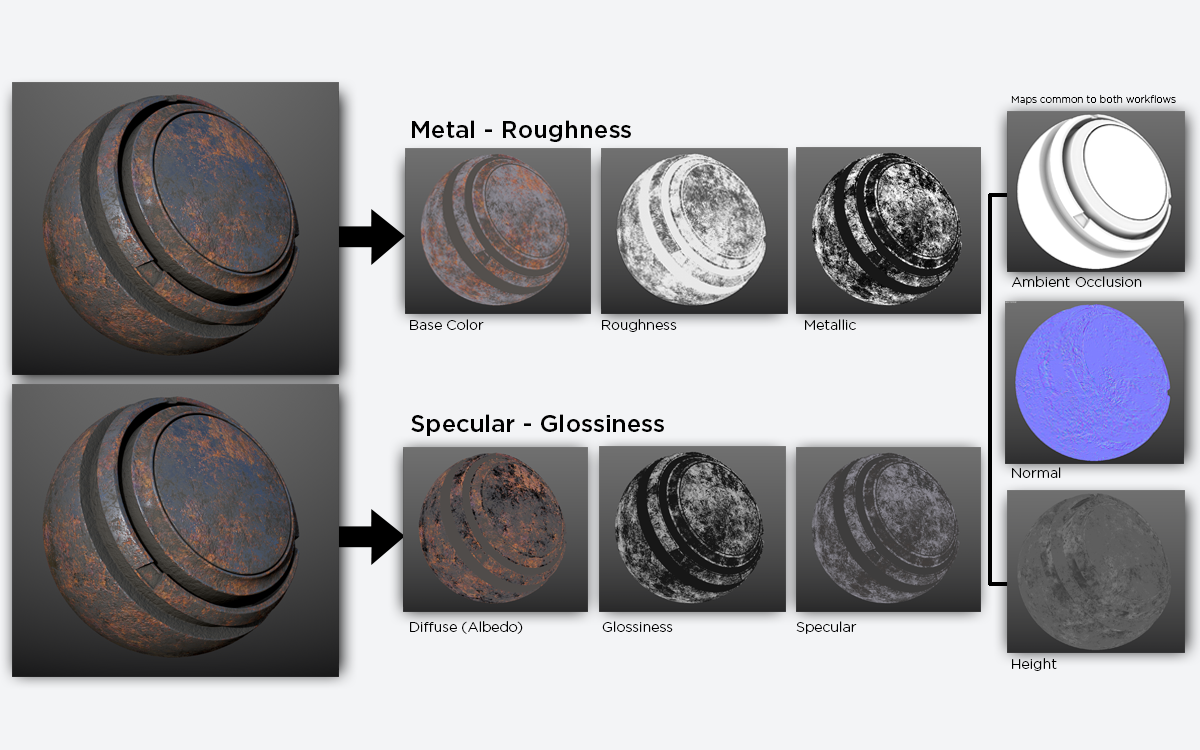 Maps common to both workflows
Metal - Roughness
Base Color
Roughness
Metallic
Ambient Occlusion
Specular - Glossiness
Normal
Diffuse (Albedo)
Glossiness
Specular
Height